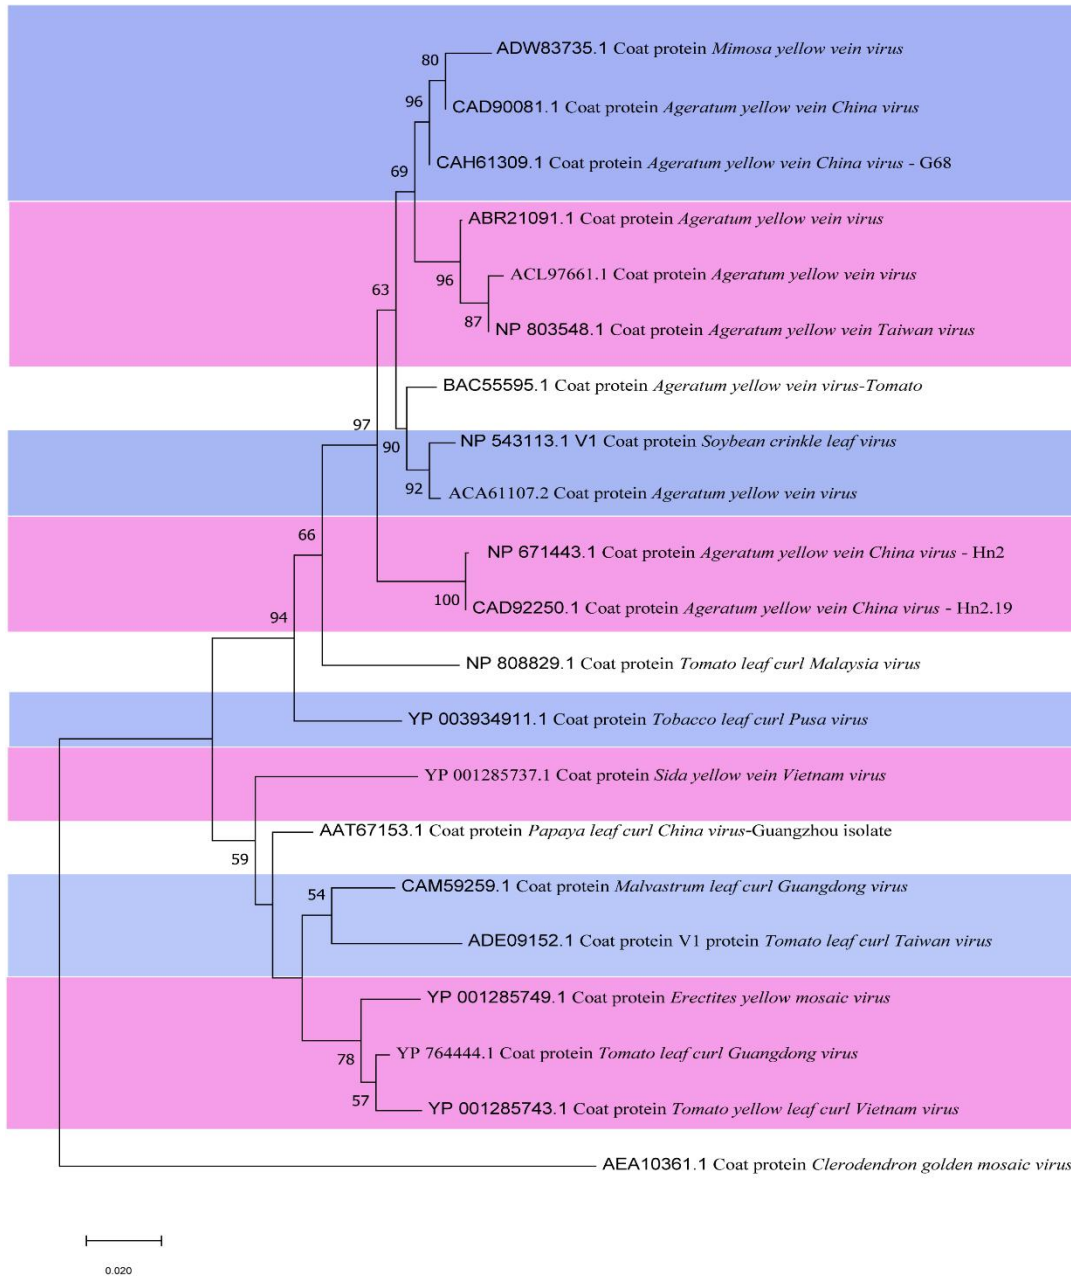 ADW83735.1 Coat protein Mimosa yellow vein virus
80
96
CAD90081.1 Coat protein Ageratum yellow vein China virus
CAH61309.1 Coat protein Ageratum yellow vein China virus - G68
69
ABR21091.1 Coat protein Ageratum yellow vein virus
ACL97661.1 Coat protein Ageratum yellow vein virus
96
63
87
NP 803548.1 Coat protein Ageratum yellow vein Taiwan virus
BAC55595.1 Coat protein Ageratum yellow vein virus-Tomato
97
90
NP 543113.1 V1 Coat protein Soybean crinkle leaf virus
92
ACA61107.2 Coat protein Ageratum yellow vein virus
66
NP 671443.1 Coat protein Ageratum yellow vein China virus - Hn2
100
CAD92250.1 Coat protein Ageratum yellow vein China virus - Hn2.19
94
NP 808829.1 Coat protein Tomato leaf curl Malaysia virus
YP 003934911.1 Coat protein Tobacco leaf curl Pusa virus
YP 001285737.1 Coat protein Sida yellow vein Vietnam virus
AAT67153.1 Coat protein Papaya leaf curl China virus-Guangzhou isolate
59
54
CAM59259.1 Coat protein Malvastrum leaf curl Guangdong virus
ADE09152.1 Coat protein V1 protein Tomato leaf curl Taiwan virus
YP 001285749.1 Coat protein Erectites yellow mosaic virus
78
YP 764444.1 Coat protein Tomato leaf curl Guangdong virus
57
YP 001285743.1 Coat protein Tomato yellow leaf curl Vietnam virus
AEA10361.1 Coat protein Clerodendron golden mosaic virus
0.020